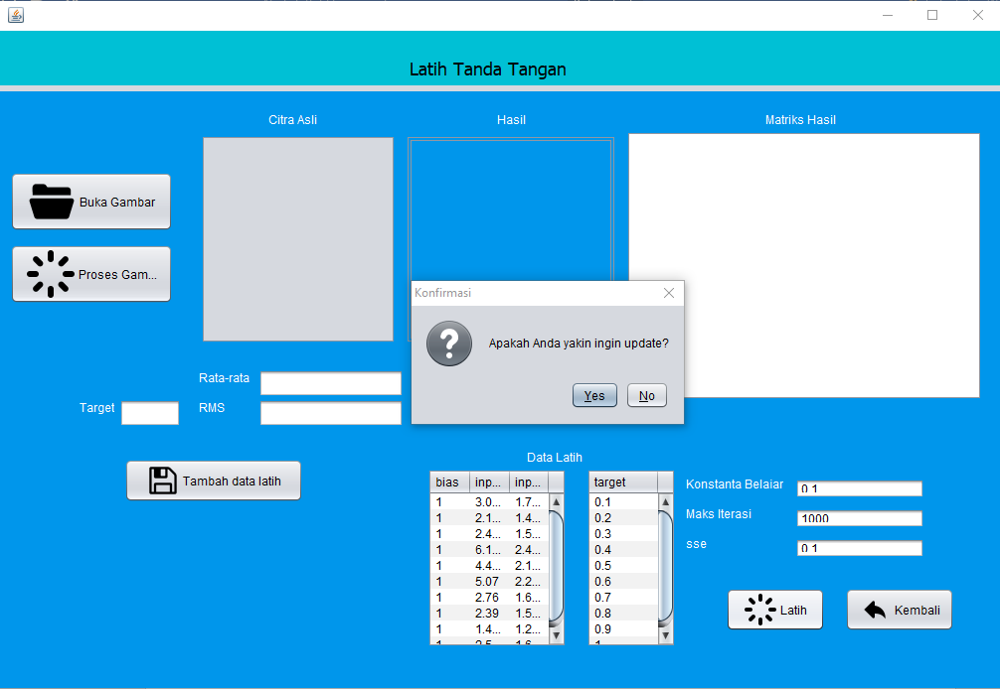 Latih Tanda Tangan
Citra Asli
Hasil
Matriks Hasil
Buka Gambar
Proses Gam...
Konfirmasi
Apakah Anda yakin ingin update?
Yes
No
Rata-rata
Target
RMS
Tambah data latih
Data Latih
bias inp... inp...
1 3.0... 1.7...
1 2.1... 1.4...
1 2.4... 1.5...
1 6.1... 2.4...
1 4.4... 2.1...
1 5.07 2.2...
1 2.76 1.6...
1 2.39 1.5...
1 1.4... 1.2...
1 2.5... 1.6...
target
0.1
0.2
0.3
0.4
0.5
0.6
0.7
0.8
0.9
1
Konstanta Belajar 0.1
Maks Iterasi 1000
sse 0.1
Latih
Kembali